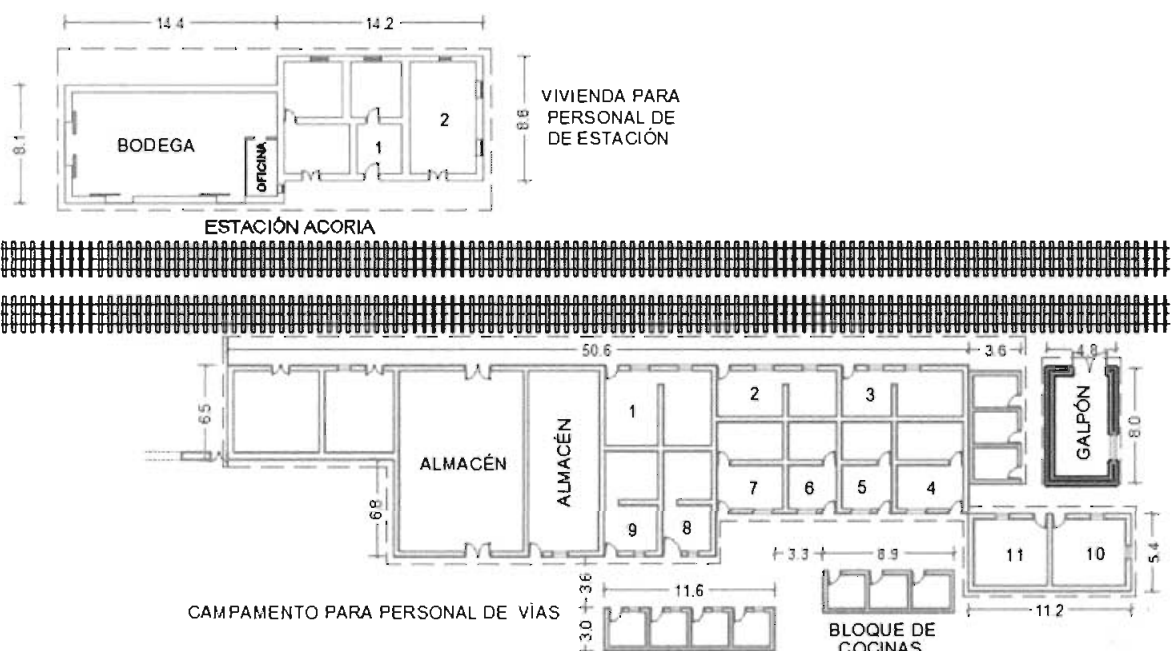 14.4
14.2
8.1
BODEGA
OFICINA
1
2
8.6
VIVIENDA PARA
PERSONAL DE
DE ESTACIÓN
ESTACIÓN ACORIA
50.6
3.6
4.8
6.5
ALMACÉN
ALMACÉN
1
2
3
GALPÓN
8.0
6.8
9
8
7
6
5
4
11
10
5.4
11.2
3.3
8.9
3.6
11.6
3.0
CAMPAMENTO PARA PERSONAL DE VÍAS
BLOQUE DE
COCINAS